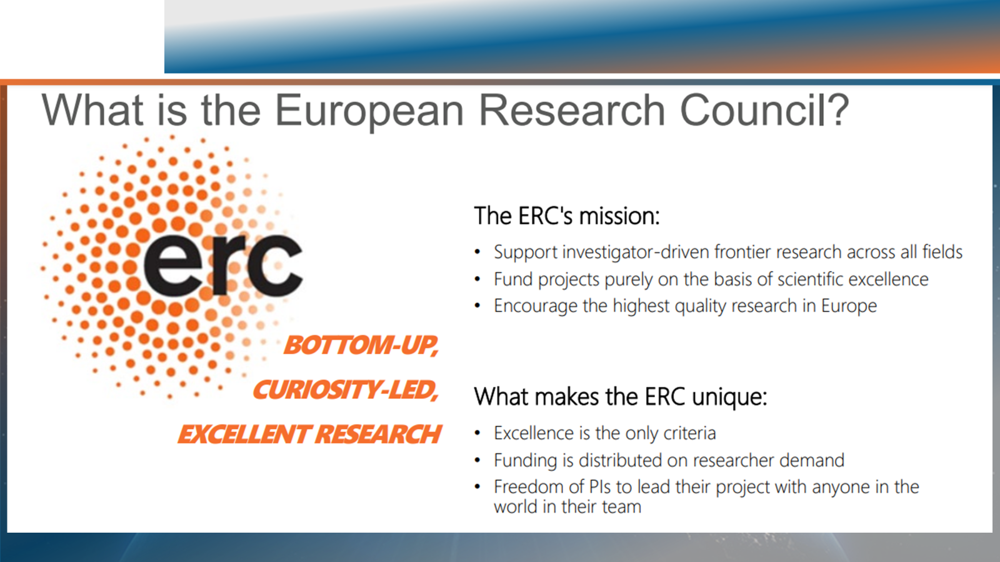 What is the European Research Council?
erc
BOTTOM-UP,
CURIOSITY-LED,
EXCELLENT RESEARCH
The ERC's mission:
• Support investigator-driven frontier research across all fields
• Fund projects purely on the basis of scientific excellence
• Encourage the highest quality research in Europe
What makes the ERC unique:
• Excellence is the only criteria
• Funding is distributed on researcher demand
• Freedom of PIs to lead their project with anyone in the
world in their team